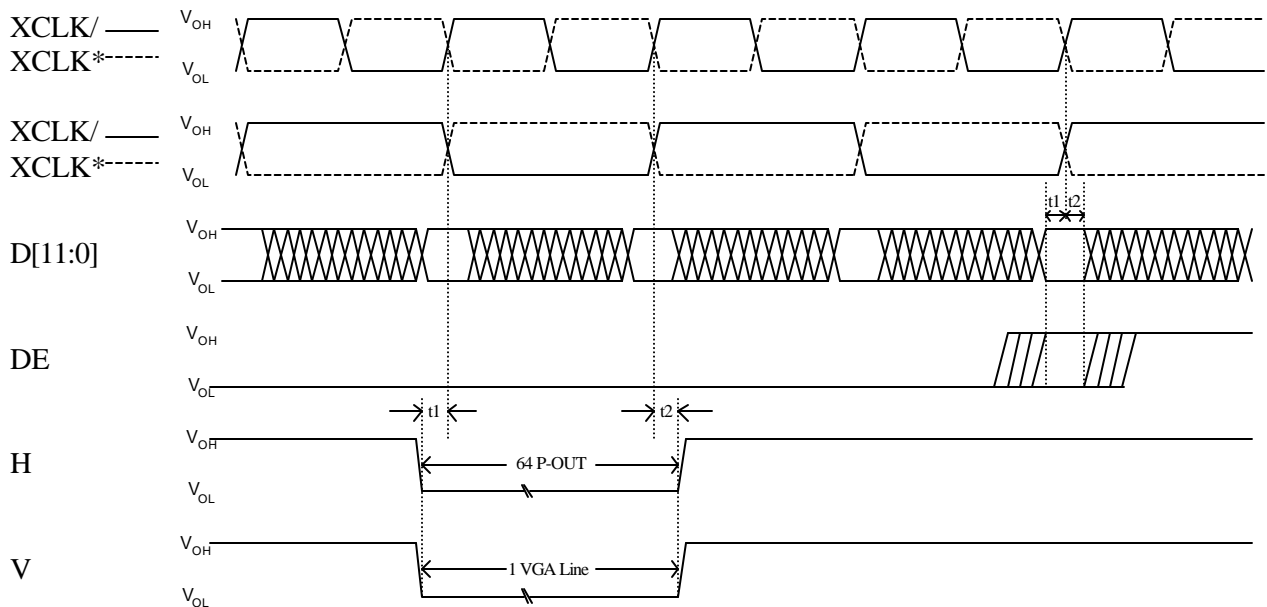 XCLK/
VOH
XCLK*
VOL
XCLK/
VOH
XCLK*
VOL
t1 t2
VOH
D[11:0]
VOL
VOH
DE
VOL
t1 t2
VOH
H
64 P-OUT
VOL
VOH
V
1 VGA Line
VOL